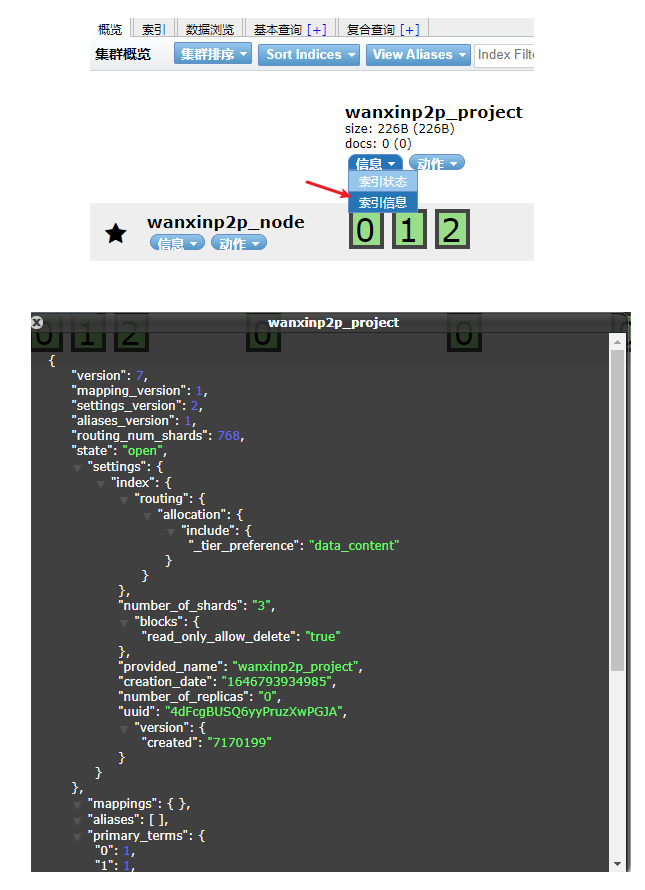 概览 索引 数据浏览 基本查询 [+] 复合查询 [+]
集群概览 集群排序 Sort Indices View Aliases Index Filte
wanxinp2p_project
size: 226B (226B)
docs: 0 (0)
信息 动作
索引状态
索引信息
wanxinp2p_node
信息 动作
0 1 2
wanxinp2p_project
0 1 2 0 0
{
"version": 7,
"mapping_version": 1,
"settings_version": 2,
"aliases_version": 1,
"routing_num_shards": 768,
"state": "open",
"settings": {
"index": {
"routing": {
"allocation": {
"include": {
"_tier_preference": "data_content"
}
}
},
"number_of_shards": "3",
"blocks": {
"read_only_allow_delete": "true"
},
"provided_name": "wanxinp2p_project",
"creation_date": "1646793934985",
"number_of_replicas": "0",
"uuid": "4dFcgBUSQ6yyPruzXwPGJA",
"version": {
"created": "7170199"
}
}
},
"mappings": { },
"aliases": [ ],
"primary_terms": {
"0": 1,
"1": 1,